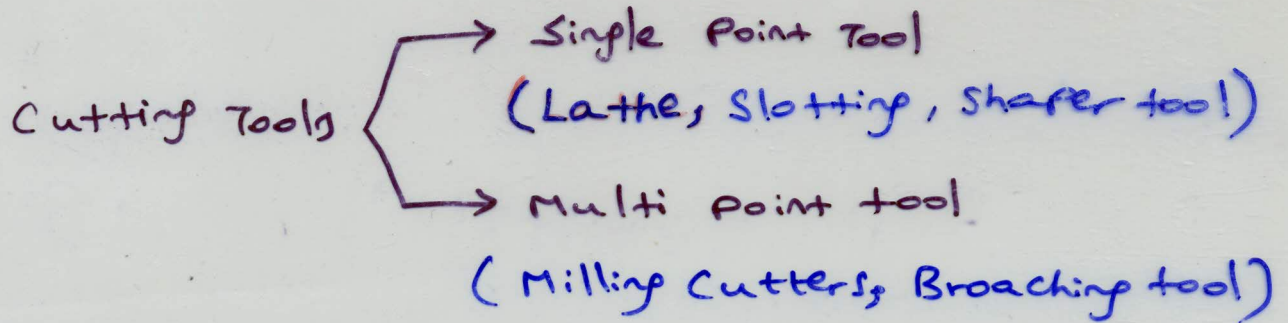 Single Point Tool
Cutting Tools
(Lathe, Slotting, Shaper tool)
Multi point tool
(Milling Cutters, Broaching tool)